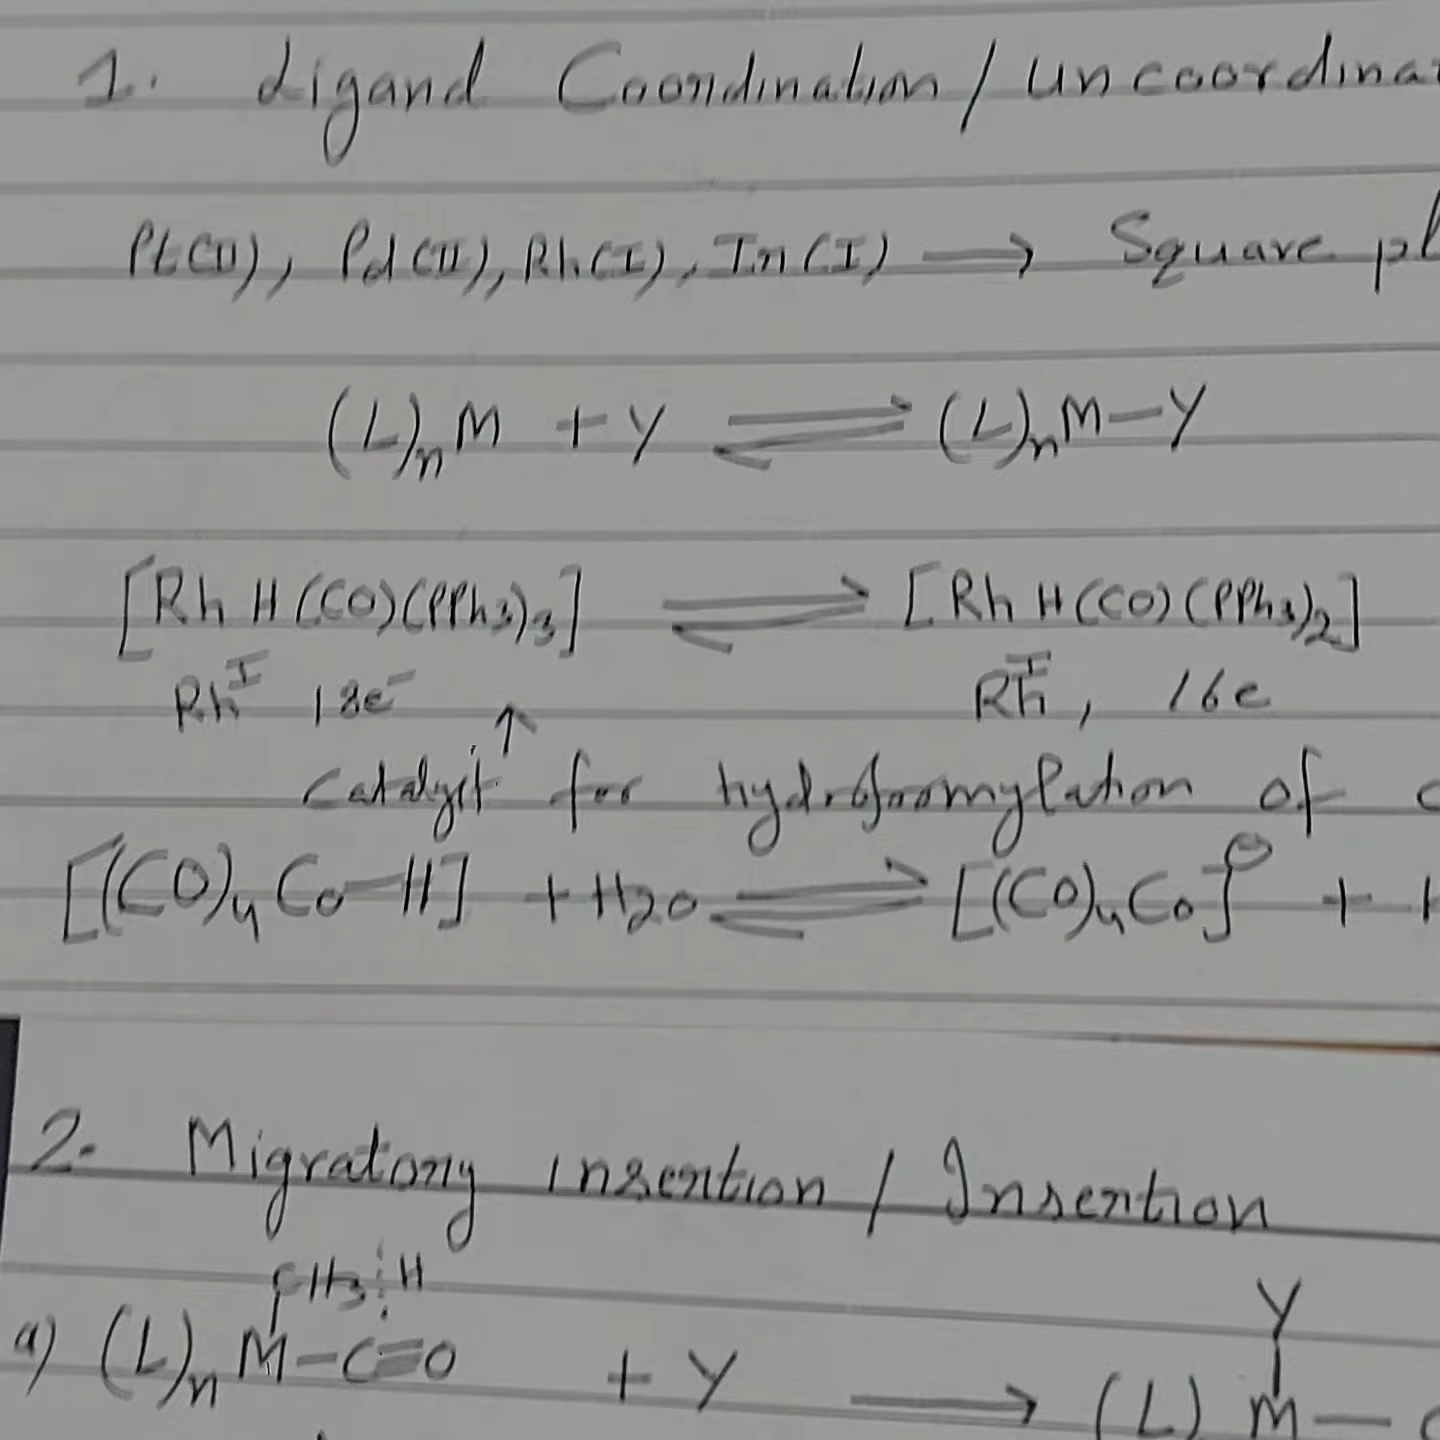 1. Ligand Coordination / Uncoordina
Pt(II), Pd(II), Rh(I), Ir(I) ⟶ Square pl
(L)ₙM + Y ⇌ (L)ₙM–Y
[RhH(CO)(PPh₃)₃] ⇌ [RhH(CO)(PPh₃)₂]
Rhᴵ 18e⁻ Rhᴵ, 16e
↑
Catalyst for hydroformylation of
[(CO)₄Co–H] + H₂O ⇌ [(CO)₄Co]⊖ +
2. Migratory insertion / Insertion
CH₃ H Y
a) (L)ₙM–C≡O + Y ⟶ (L) M–